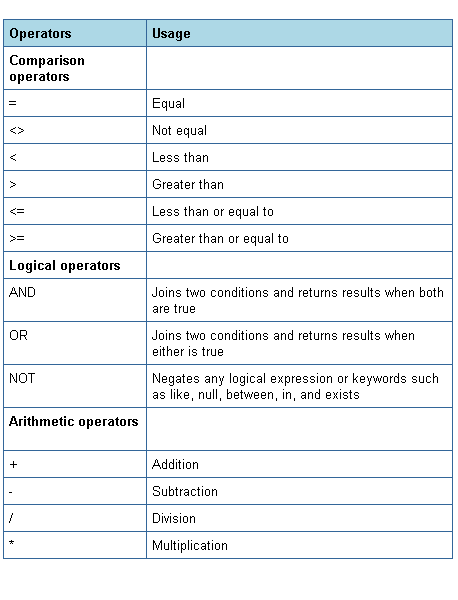 Operators Usage
Comparison
operators
= Equal
<> Not equal
< Less than
> Greater than
<= Less than or equal to
>= Greater than or equal to
Logical operators
AND Joins two conditions and returns results when both
are true
OR Joins two conditions and returns results when
either is true
NOT Negates any logical expression or keywords such
as like, null, between, in, and exists
Arithmetic operators
+ Addition
- Subtraction
/ Division
* Multiplication